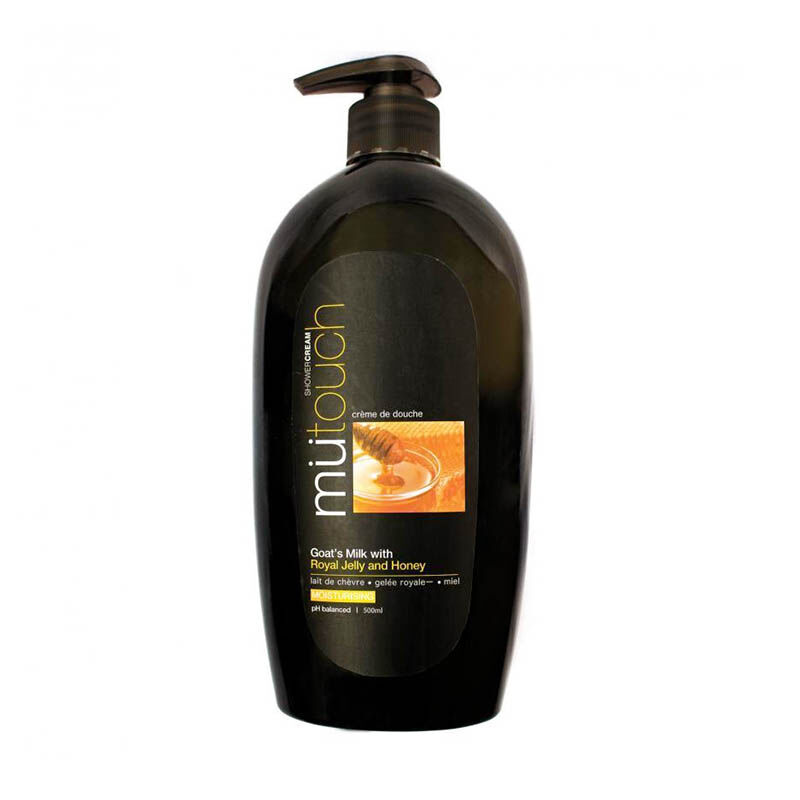 SHOWERCREAM
mütouch
crème de douche
Goat's Milk with
Royal Jelly and Honey
lait de chèvre • gelée royale— • miel
MOISTURISING
pH balanced | 500ml